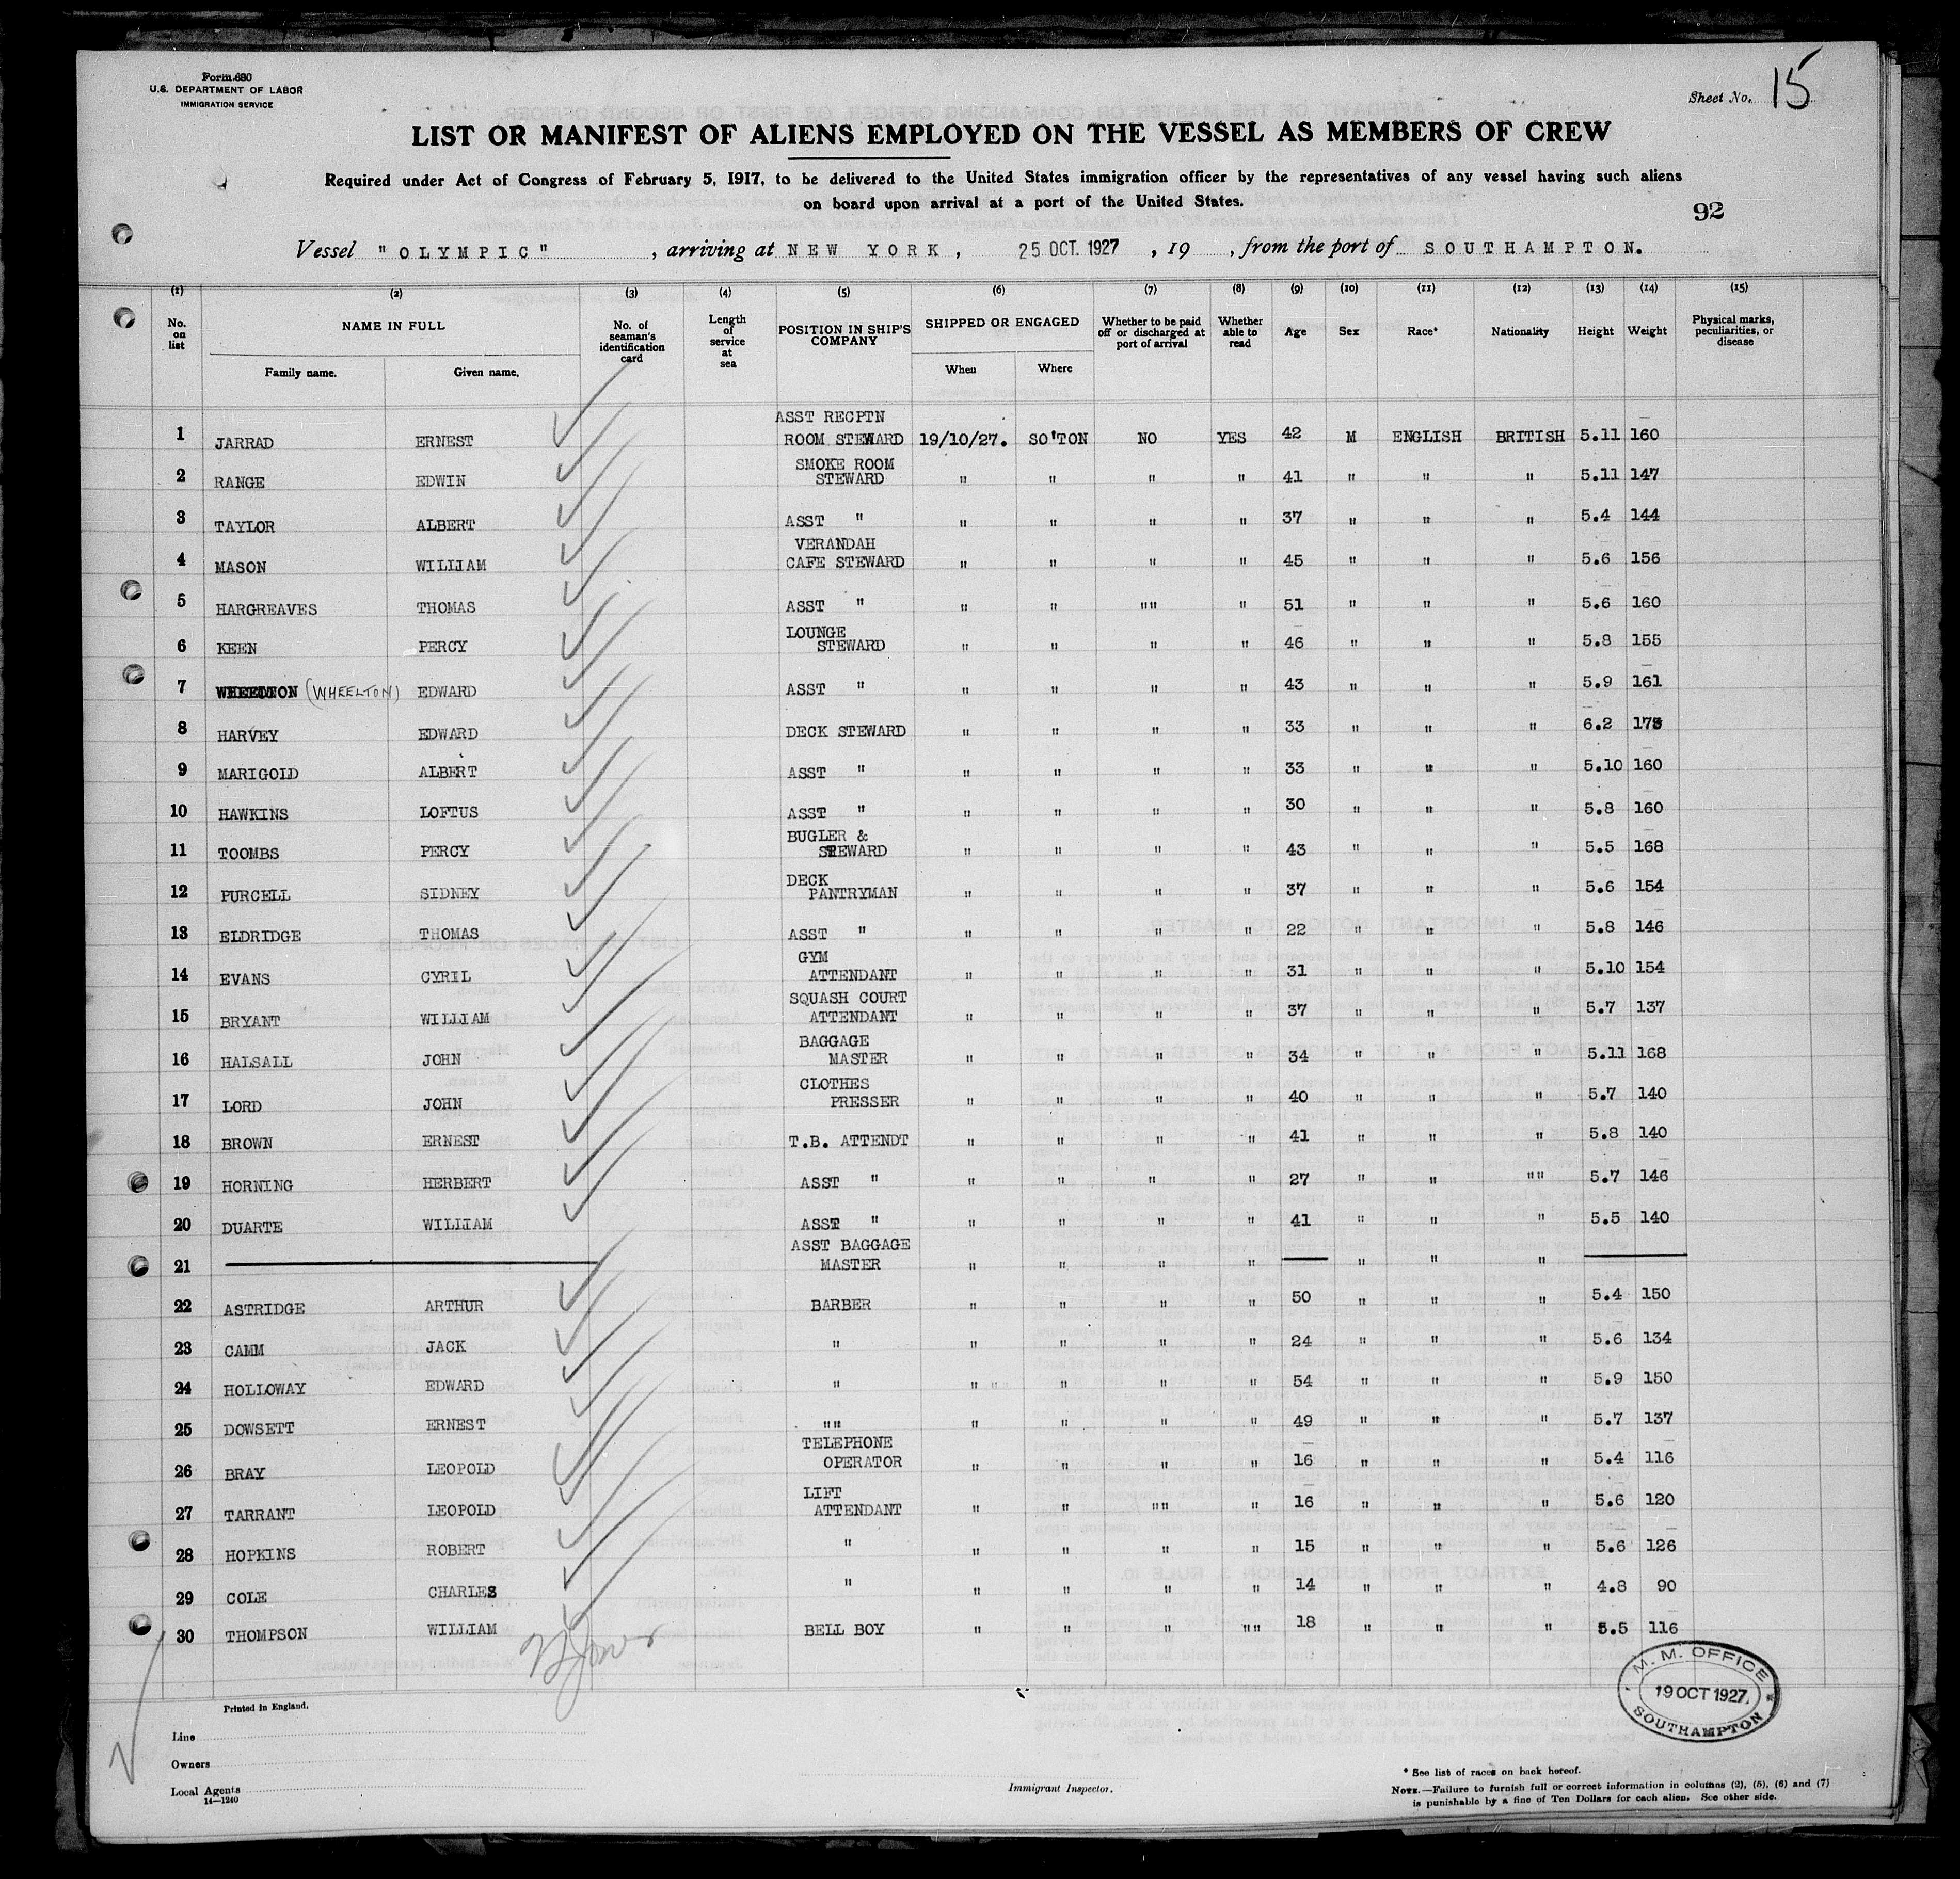 Form 680
U.S. DEPARTMENT OF LABOR
IMMIGRATION SERVICE
Sheet No. 15
LIST OR MANIFEST OF ALIENS EMPLOYED ON THE VESSEL AS MEMBERS OF CREW
Required under Act of Congress of February 5, 1917, to be delivered to the United States immigration officer by the representatives of any vessel having such aliens
on board upon arrival at a port of the United States.
92
Vessel "OLYMPIC", arriving at NEW YORK, 25 OCT. 1927, 19 , from the port of SOUTHAMPTON.
(1) (2) (3) (4) (5) (6) (7) (8) (9) (10) (11) (12) (13) (14) (15)
No. on list NAME IN FULL Family name. Given name. No. of seaman's identification card Length of service at sea POSITION IN SHIP'S COMPANY SHIPPED OR ENGAGED When Where Whether to be paid off or discharged at port of arrival Whether able to read Age Sex Race* Nationality Height Weight Physical marks, peculiarities, or disease
1 JARRAD ERNEST ASST RECPTN ROOM STEWARD 19/10/27. SO'TON NO YES 42 M ENGLISH BRITISH 5.11 160
2 RANGE EDWIN SMOKE ROOM STEWARD " " " " 41 " " " 5.11 147
3 TAYLOR ALBERT ASST " " " " " 37 " " " 5.4 144
4 MASON WILLIAM VERANDAH CAFE STEWARD " " " " 45 " " " 5.6 156
5 HARGREAVES THOMAS ASST " " " "" " 51 " " " 5.6 160
6 KEEN PERCY LOUNGE STEWARD " " " " 46 " " " 5.8 155
7 (WHEELTON) EDWARD ASST " " " " " 43 " " " 5.9 161
8 HARVEY EDWARD DECK STEWARD " " " " 33 " " " 6.2
9 MARIGOLD ALBERT ASST " " " " " 33 " " " 5.10 160
10 HAWKINS LOFTUS ASST " " " " " 30 " " " 5.8 160
11 TOOMBS PERCY BUGLER & STEWARD " " " " 43 " " " 5.5 168
12 PURCELL SIDNEY DECK PANTRYMAN " " " " 37 " " " 5.6 154
13 ELDRIDGE THOMAS ASST " " " " " 22 " " " 5.8 146
14 EVANS CYRIL GYM ATTENDANT " " " " 31 " " " 5.10 154
15 BRYANT WILLIAM SQUASH COURT ATTENDANT " " " " 37 " " " 5.7 137
16 HALSALL JOHN BAGGAGE MASTER " " " " 34 " " " 5.11 168
17 LORD JOHN CLOTHES PRESSER " " " " 40 " " " 5.7 140
18 BROWN ERNEST T.B. ATTENDT " " " " 41 " " " 5.8 140
19 HORNING HERBERT ASST " " " " " 27 " " "" 5.7 146
20 DUARTE WILLIAM ASST " " " " " 41 " " " 5.5 140
21 ASST BAGGAGE MASTER " " " " " " "
22 ASTRIDGE ARTHUR BARBER " " " " 50 " " " 5.4 150
23 CAMM JACK " " " " " 24 " " " 5.6 134
24 HOLLOWAY EDWARD " " " " " 54 " " " 5.9 150
25 DOWSETT ERNEST "" " " " " 49 " " " 5.7 137
26 BRAY LEOPOLD TELEPHONE OPERATOR " " " " 16 " " " 5.4 116
27 TARRANT LEOPOLD LIFT ATTENDANT " " "" " 16 " " " 5.6 120
28 HOPKINS ROBERT " " " " " 15 " " " 5.6 126
29 COLE CHARLES " " " " " 14 " " " 4.8 90
30 THOMPSON WILLIAM BELL BOY " " " "" 18 " " " 5.5 116
M. M. OFFICE
19 OCT 1927
SOUTHAMPTON
Printed in England.
Line
Owners
Local Agents
14—1240
Immigrant Inspector.
* See list of races on back hereof.
NOTE.—Failure to furnish full or correct information in columns (2), (5), (6) and (7)
is punishable by a fine of Ten Dollars for each alien. See other side.